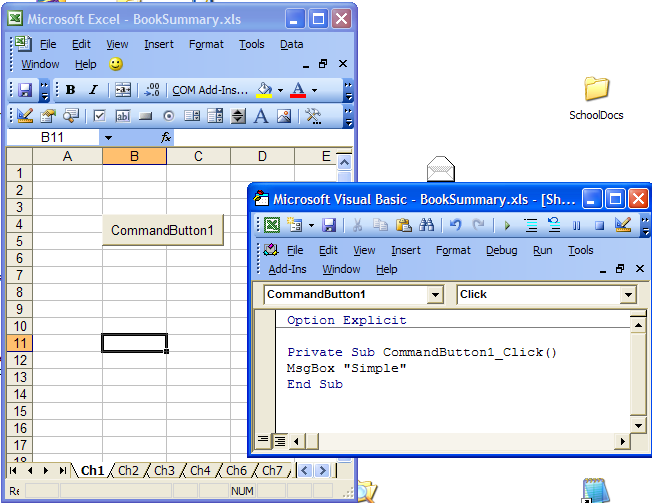 Microsoft Excel - BookSummary.xls
File Edit View Insert Format Tools Data
Window Help
B I .00 COM Add-Ins... A
ab A
B11 fx
A B C D E
1
2
3
4
5
6
7
8
9
10
11
12
13
14
15
16
17
18
CommandButton1
Ch1 Ch2 Ch3 Ch4 Ch6 Ch7
NUM
SchoolDocs
Microsoft Visual Basic - BookSummary.xls - [Sh...
File Edit View Insert Format Debug Run Tools
Add-Ins Window Help
CommandButton1 Click
Option Explicit
Private Sub CommandButton1_Click()
MsgBox "Simple"
End Sub